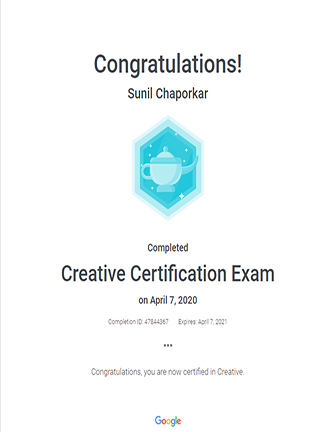 Congratulations!
Sunil Chaporkar
Completed
Creative Certification Exam
on April 7, 2020
Completion ID: 47844367 Expires: April 7, 2021
•••
Congratulations, you are now certified in Creative.
Google